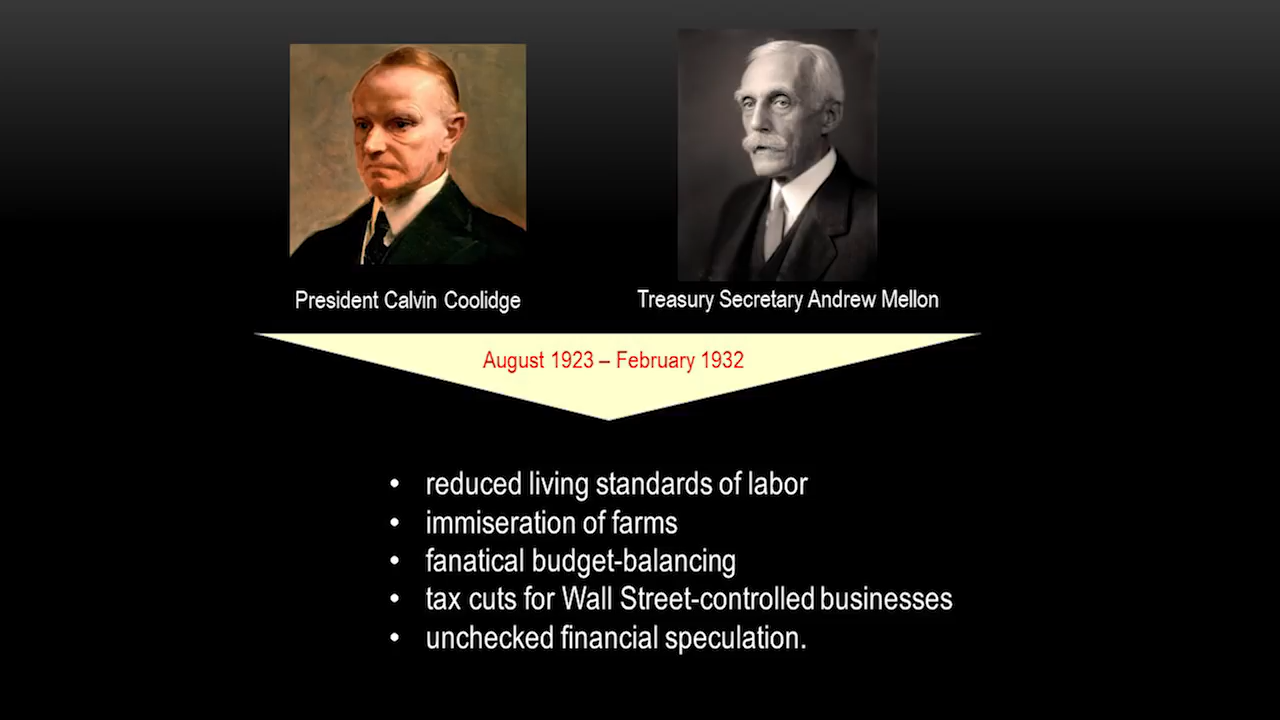 President Calvin Coolidge
Treasury Secretary Andrew Mellon
August 1923 – February 1932
• reduced living standards of labor
• immiseration of farms
• fanatical budget-balancing
• tax cuts for Wall Street-controlled businesses
• unchecked financial speculation.